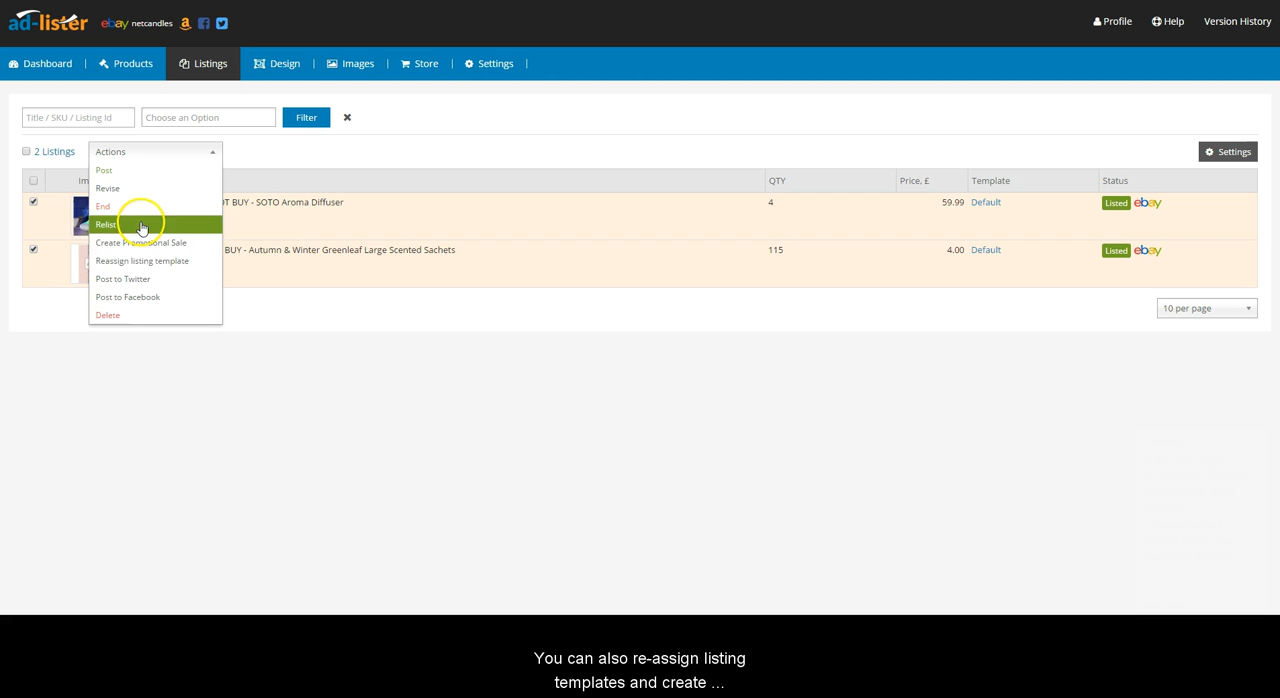 ad-lister ebay netcandles Profile Help Version History
Dashboard Products Listings Design Images Store Settings
Title / SKU / Listing Id Choose an Option Filter
2 Listings Actions Settings
Post
Revise
End
Relist
Create Promotional Sale
Reassign listing template
Post to Twitter
Post to Facebook
Delete
QTY Price, £ Template Status
BUY - SOTO Aroma Diffuser 4 59.99 Default Listed ebay
BUY - Autumn & Winter Greenleaf Large Scented Sachets 115 4.00 Default Listed ebay
10 per page
You can also re-assign listing
templates and create ...